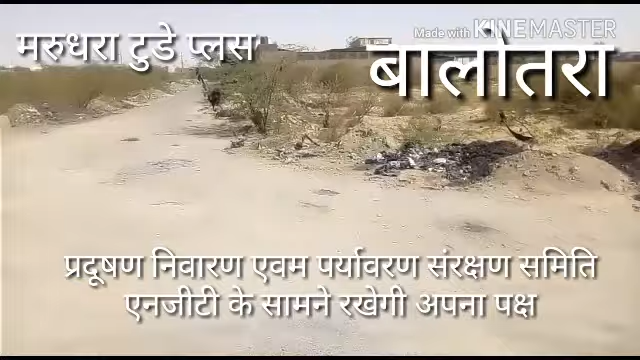 मरुधरा टुडे प्लस
Made with KINEMASTER
बालोतरा
प्रदूषण निवारण एवम पर्यावरण संरक्षण समिति
एनजीटी के सामने रखेगी अपना पक्ष